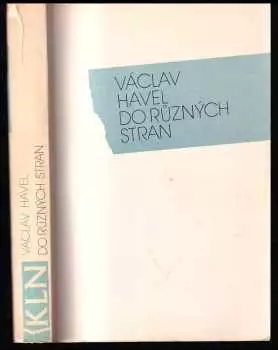 VÁCLAV
HAVEL
DO RŮZNÝCH
STRAN
VÁCLAV HAVEL
DO RŮZNÝCH STRAN
KLN